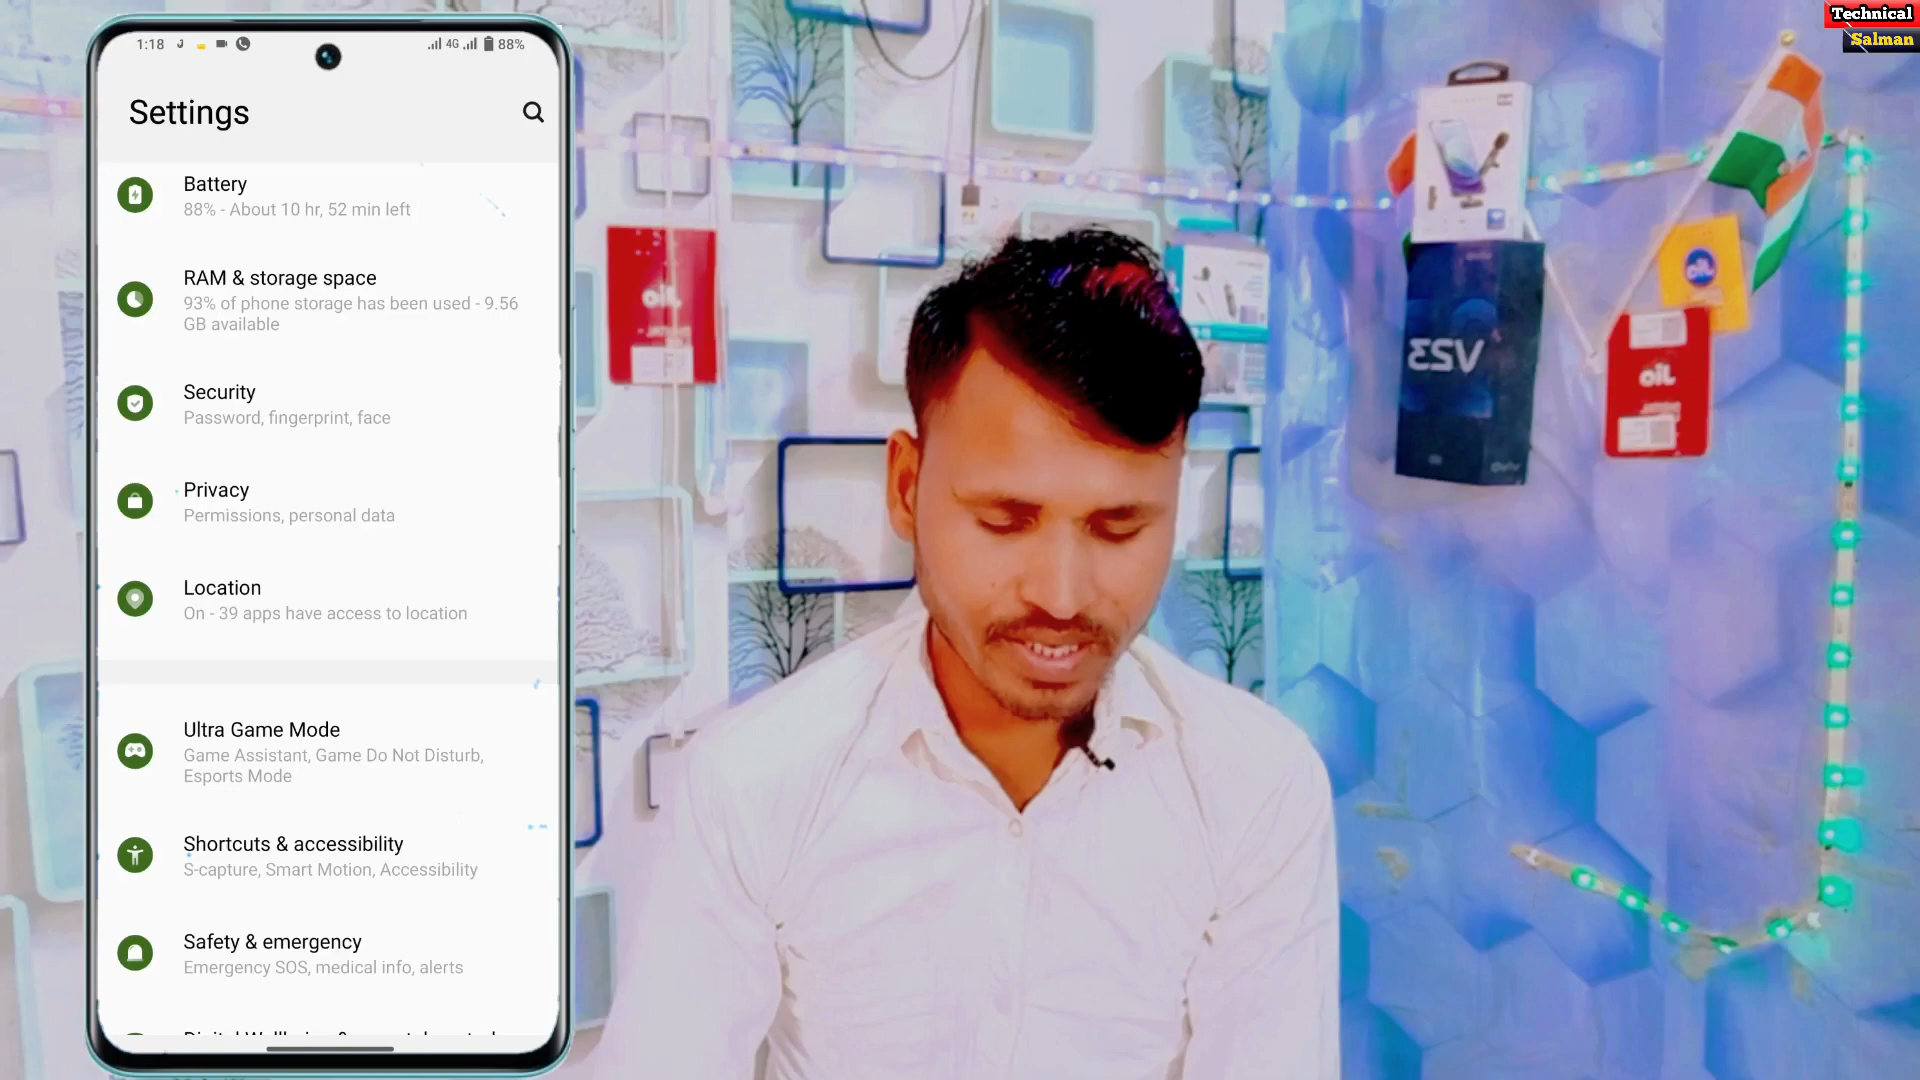 Technical
Salman
1:18
4G
88%
Settings
Battery
88% - About 10 hr, 52 min left
RAM & storage space
93% of phone storage has been used - 9.56
GB available
Security
Password, fingerprint, face
Privacy
Permissions, personal data
Location
On - 39 apps have access to location
Ultra Game Mode
Game Assistant, Game Do Not Disturb,
Esports Mode
Shortcuts & accessibility
S-capture, Smart Motion, Accessibility
Safety & emergency
Emergency SOS, medical info, alerts
V23
vivo